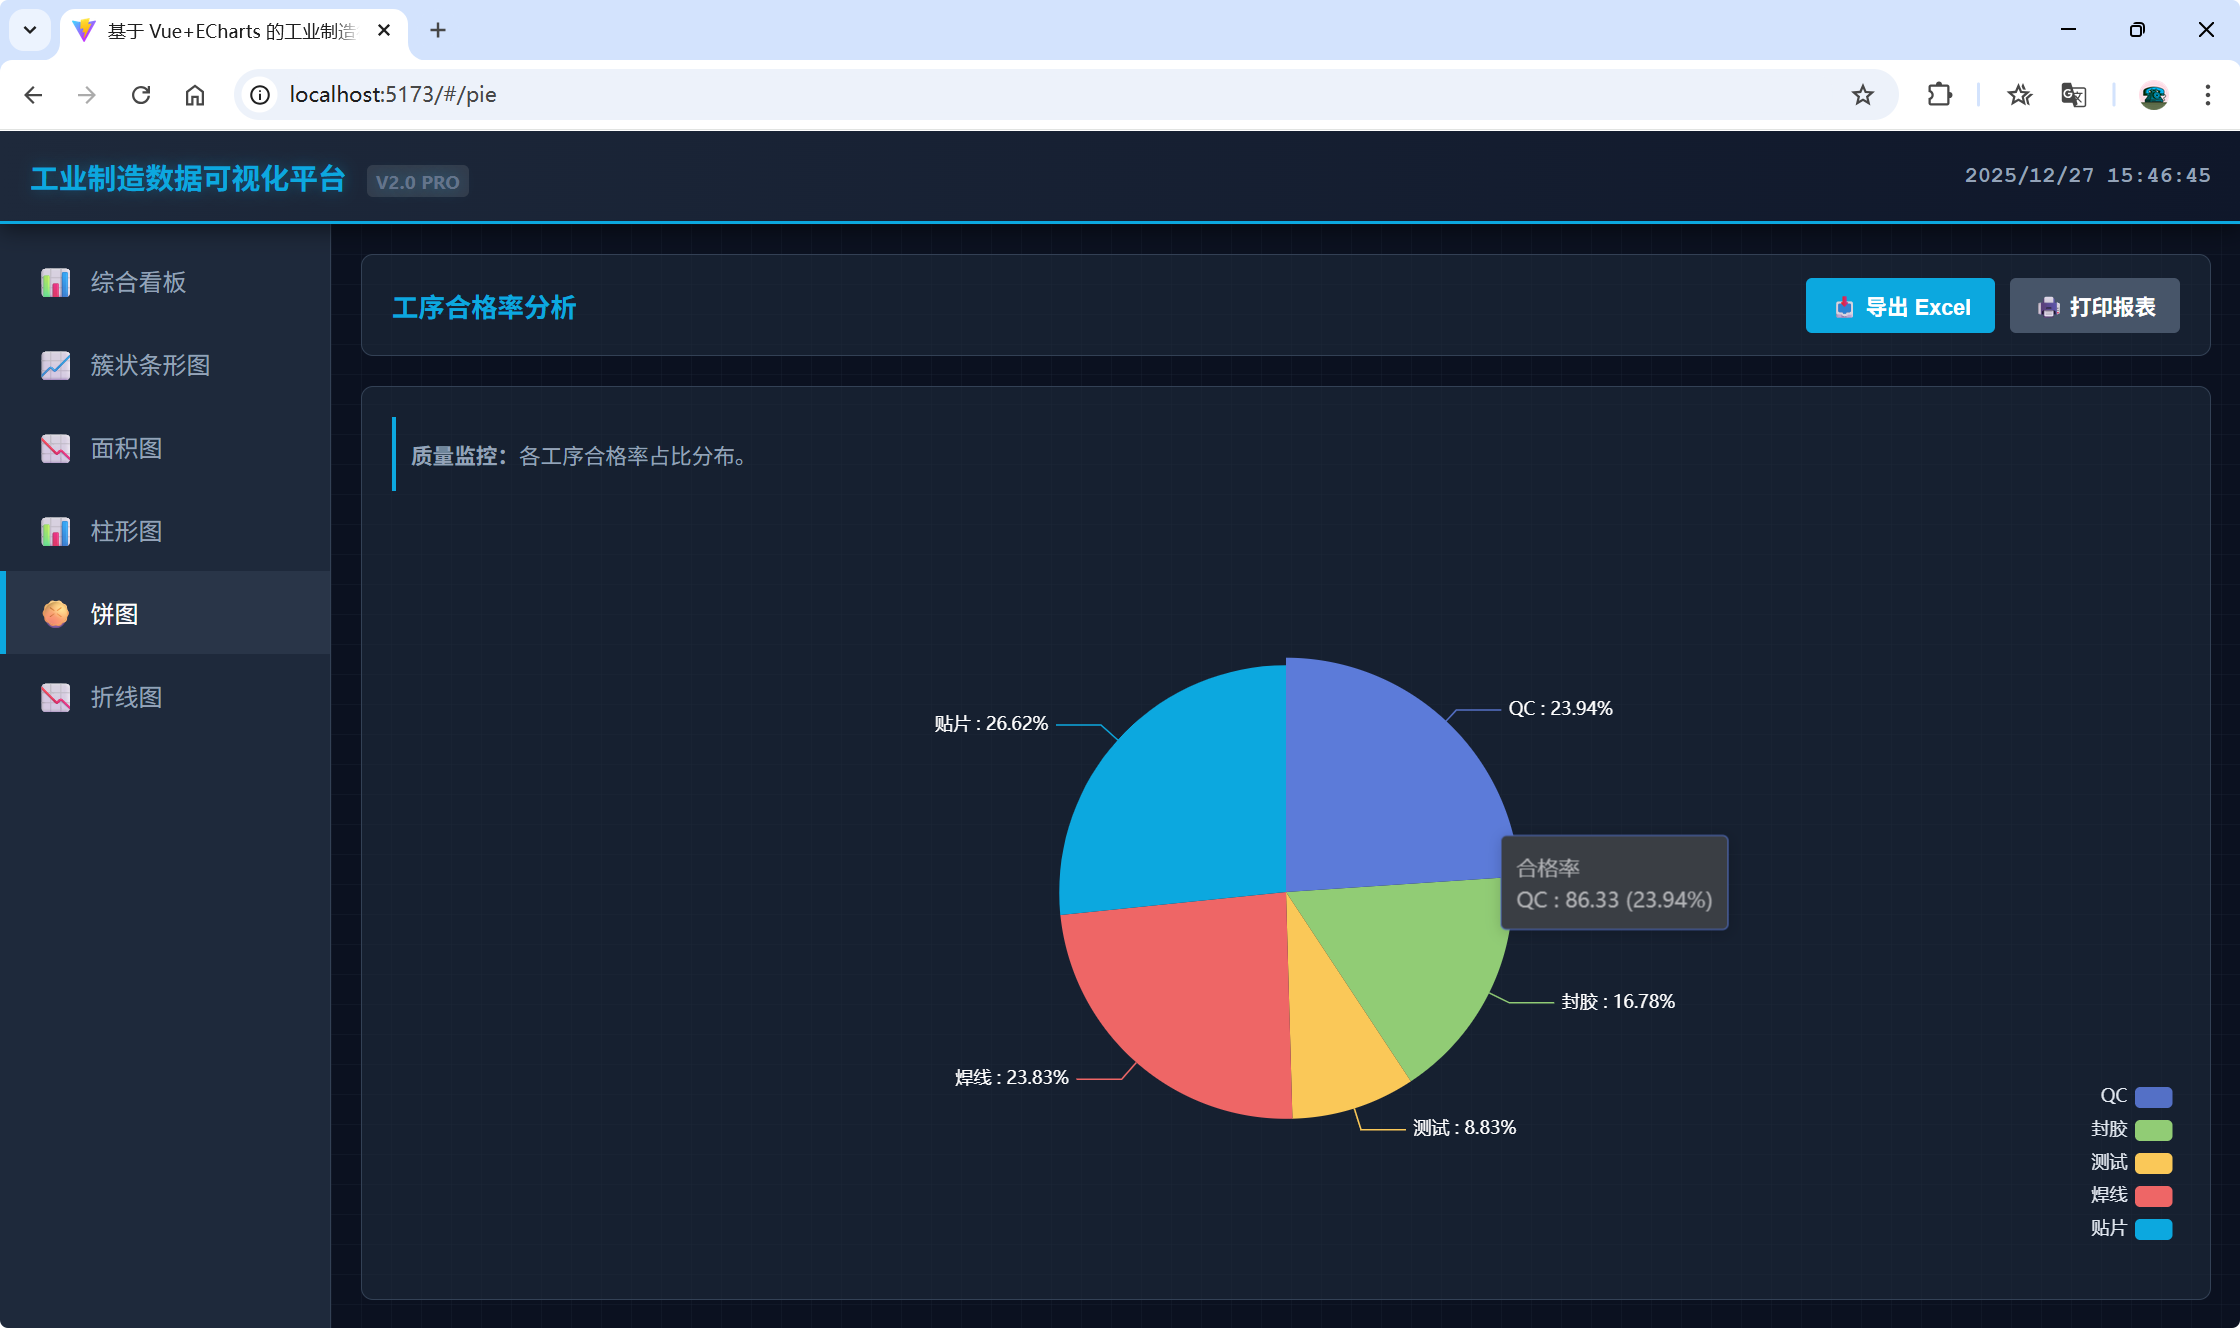 基于 Vue+ECharts 的工业制造
localhost:5173/#/pie
工业制造数据可视化平台 V2.0 PRO
2025/12/27 15:46:45
综合看板
簇状条形图
面积图
柱形图
饼图
折线图
工序合格率分析
导出 Excel
打印报表
质量监控：各工序合格率占比分布。
QC : 23.94%
贴片 : 26.62%
合格率
QC : 86.33 (23.94%)
封胶 : 16.78%
焊线 : 23.83%
测试 : 8.83%
QC
封胶
测试
焊线
贴片